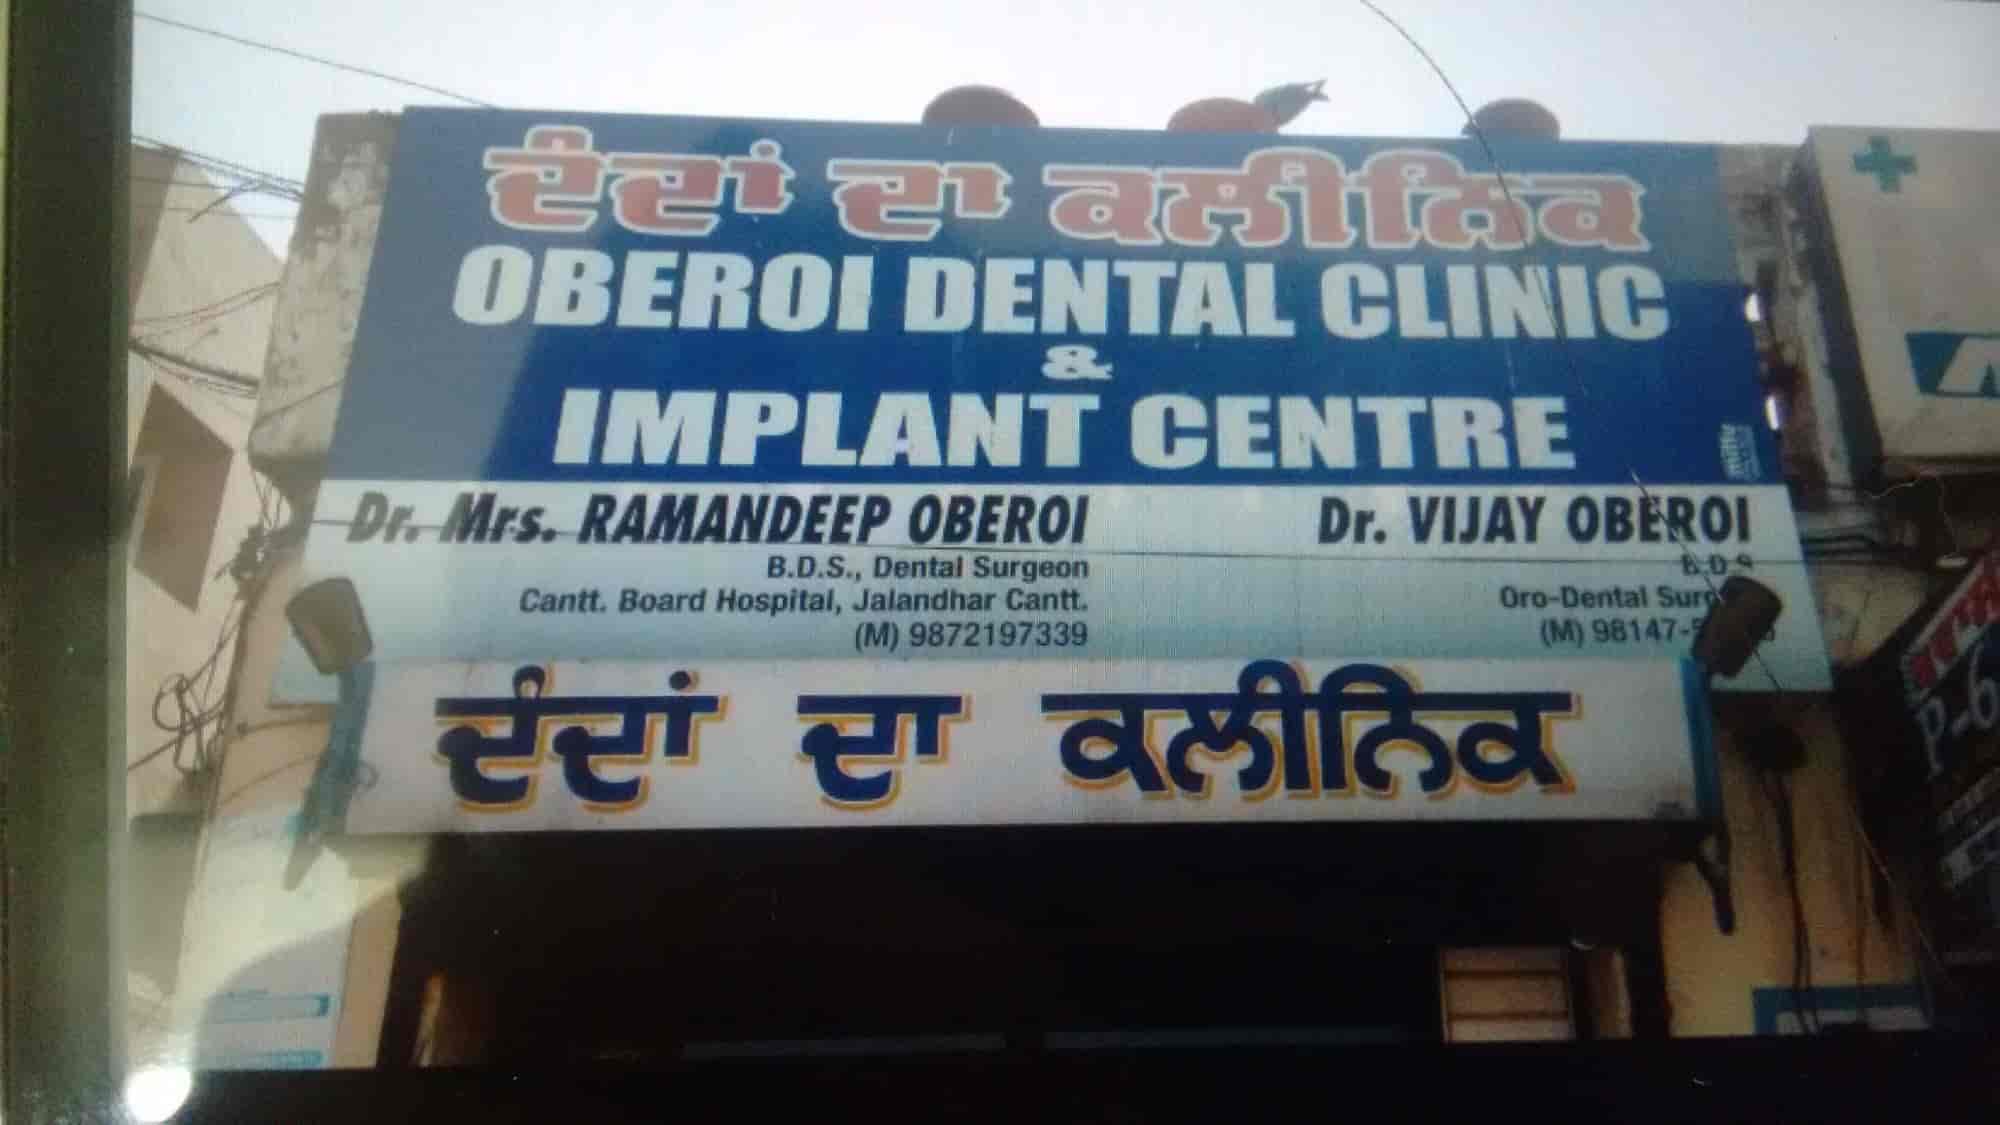 ਦੰਦਾਂ ਦਾ ਕਲੀਨਿਕ
OBEROI DENTAL CLINIC
&
IMPLANT CENTRE
Dr. Mrs. RAMANDEEP OBEROI
B.D.S., Dental Surgeon
Cantt. Board Hospital, Jalandhar Cantt.
(M) 9872197339
Dr. VIJAY OBEROI
B.D.S
Oro-Dental
(M)
ਦੰਦਾਂ ਦਾ ਕਲੀਨਿਕ
P-6